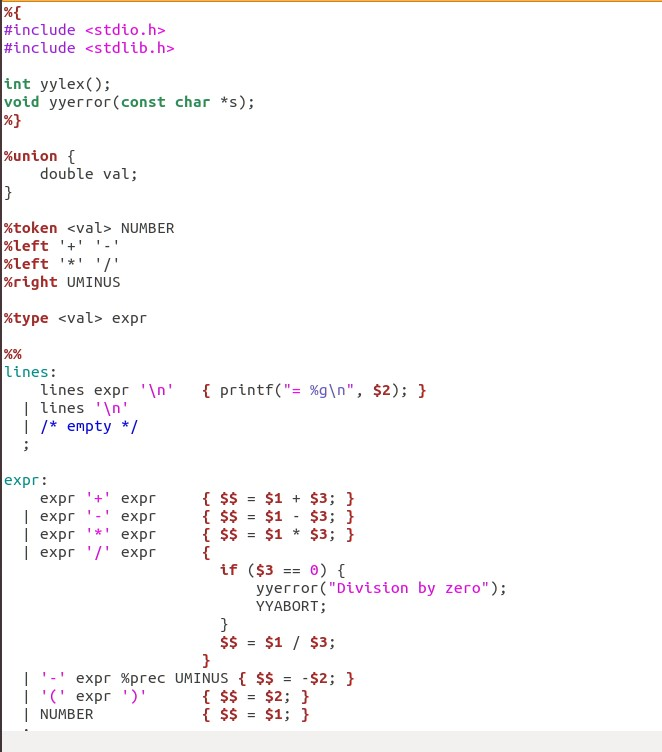 %{
#include <stdio.h>
#include <stdlib.h>

int yylex();
void yyerror(const char *s);
%}

%union {
    double val;
}

%token <val> NUMBER
%left '+' '-'
%left '*' '/'
%right UMINUS

%type <val> expr

%%
lines:
    lines expr '\n'   { printf("= %g\n", $2); }
  | lines '\n'
  | /* empty */
  ;

expr:
    expr '+' expr     { $$ = $1 + $3; }
  | expr '-' expr     { $$ = $1 - $3; }
  | expr '*' expr     { $$ = $1 * $3; }
  | expr '/' expr     {
                        if ($3 == 0) {
                            yyerror("Division by zero");
                            YYABORT;
                        }
                        $$ = $1 / $3;
                      }
  | '-' expr %prec UMINUS { $$ = -$2; }
  | '(' expr ')'      { $$ = $2; }
  | NUMBER            { $$ = $1; }